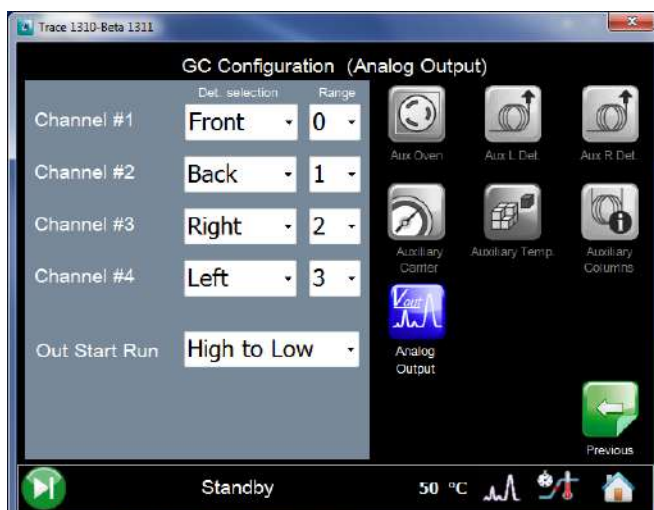 Trace 1310-Beta 1311
GC Configuration (Analog Output)
Det. selection Range
Channel #1 Front 0
Channel #2 Back 1
Channel #3 Right 2
Channel #4 Left 3
Out Start Run High to Low
Aux Oven
Aux L Det.
Aux R Det.
Auxiliary
Carrier
Auxiliary Temp.
Auxiliary
Columns
Vout
Analog
Output
Previous
Standby 50 °C